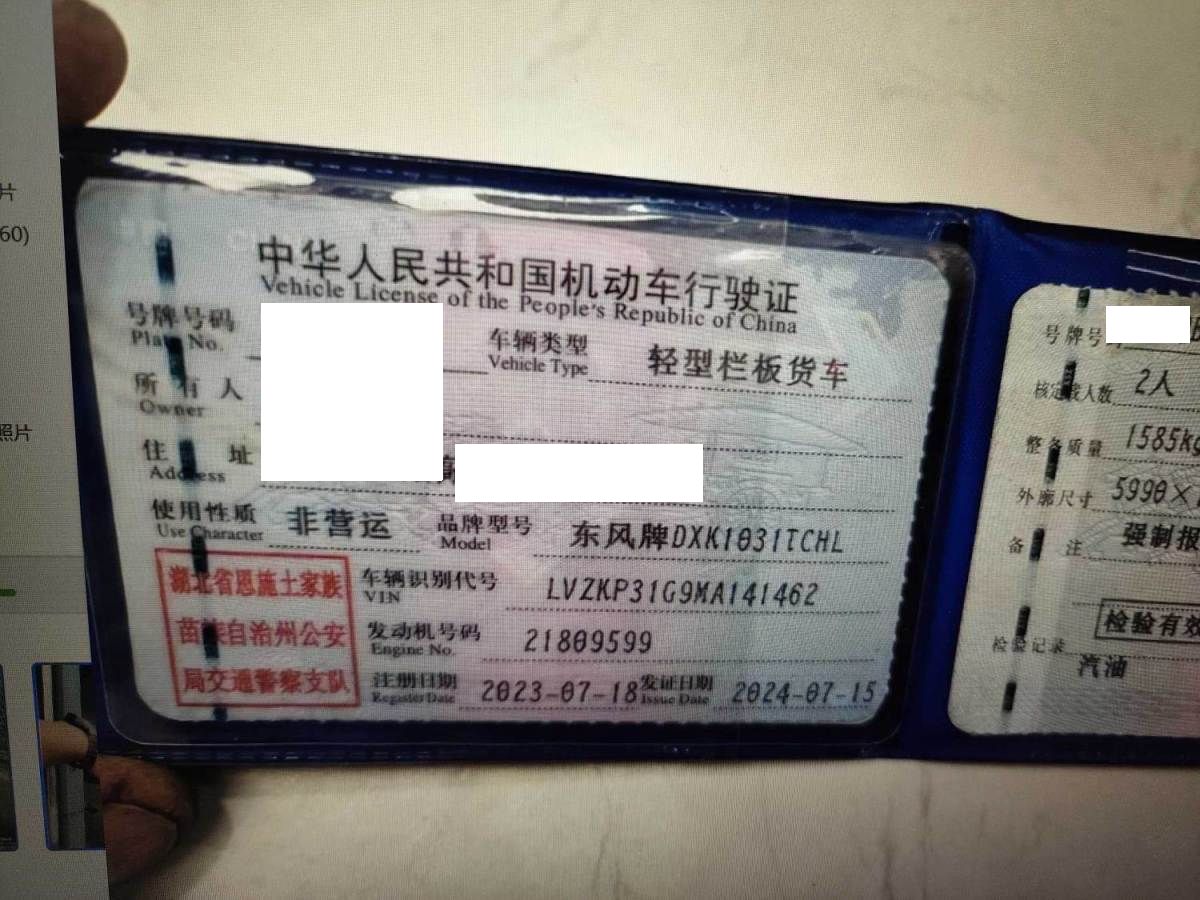 片
60)
照片
中华人民共和国机动车行驶证
Vehicle License of the People's Republic of China
号牌号码
Plate No.
车辆类型
Vehicle Type
轻型栏板货车
所有人
Owner
住址
Address
使用性质
Use Character
非营运
品牌型号
Model
东风牌DXK1031TCHL
湖北省恩施土家族
苗族自治州公安
局交通警察支队
车辆识别代号
VIN
LVZKP31G9MA141462
发动机号码
Engine No.
21809599
注册日期
Register Date
2023-07-18
发证日期
Issue Date
2024-07-15
号牌号
核定载人数
2人
整备质量
1585kg
外廓尺寸
5990×
备注
强制报
检验有效
检验记录
汽油